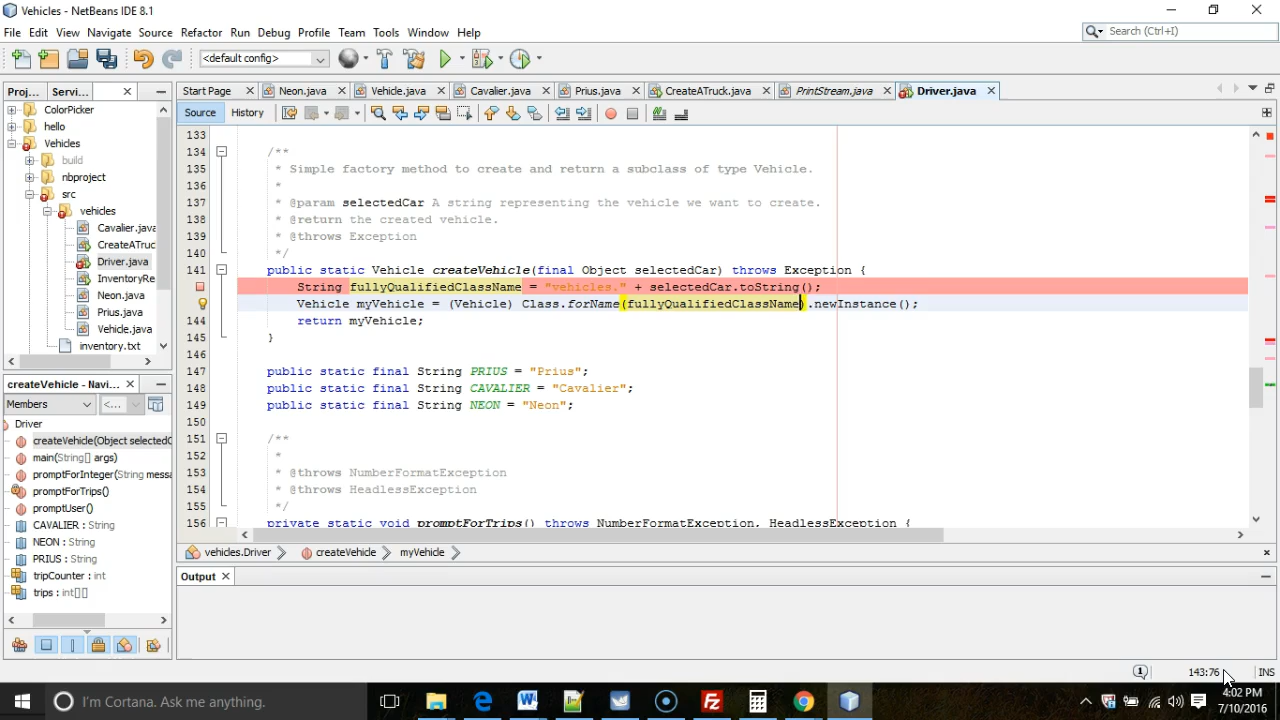 Vehicles - NetBeans IDE 8.1
File Edit View Navigate Source Refactor Run Debug Profile Team Tools Window Help
Search (Ctrl+I)
<default config>
Proj... Servi...
Start Page Neon.java Vehicle.java Cavalier.java Prius.java CreateATruck.java PrintStream.java Driver.java
Source History
ColorPicker
hello
Vehicles
build
nbproject
src
vehicles
Cavalier.java
CreateATruc
Driver.java
InventoryRe
Neon.java
Prius.java
Vehicle.java
inventory.txt
133
134 /**
135 * Simple factory method to create and return a subclass of type Vehicle.
136 *
137 * @param selectedCar A string representing the vehicle we want to create.
138 * @return the created vehicle.
139 * @throws Exception
140 */
141 public static Vehicle createVehicle(final Object selectedCar) throws Exception {
String fullyQualifiedClassName = "vehicles." + selectedCar.toString();
Vehicle myVehicle = (Vehicle) Class.forName(fullyQualifiedClassName).newInstance();
144 return myVehicle;
145 }
146
147 public static final String PRIUS = "Prius";
148 public static final String CAVALIER = "Cavalier";
149 public static final String NEON = "Neon";
150
151 /**
152 *
153 * @throws NumberFormatException
154 * @throws HeadlessException
155 */
156 private static void promptForTrips() throws NumberFormatException, HeadlessException {
createVehicle - Navi...
Members <...
Driver
createVehicle(Object selectedC
main(String[] args)
promptForInteger(String messa
promptForTrips()
promptUser()
CAVALIER : String
NEON : String
PRIUS : String
tripCounter : int
trips : int[][]
vehicles.Driver createVehicle myVehicle
Output
143:76 INS
I'm Cortana. Ask me anything.
4:02 PM
7/10/2016